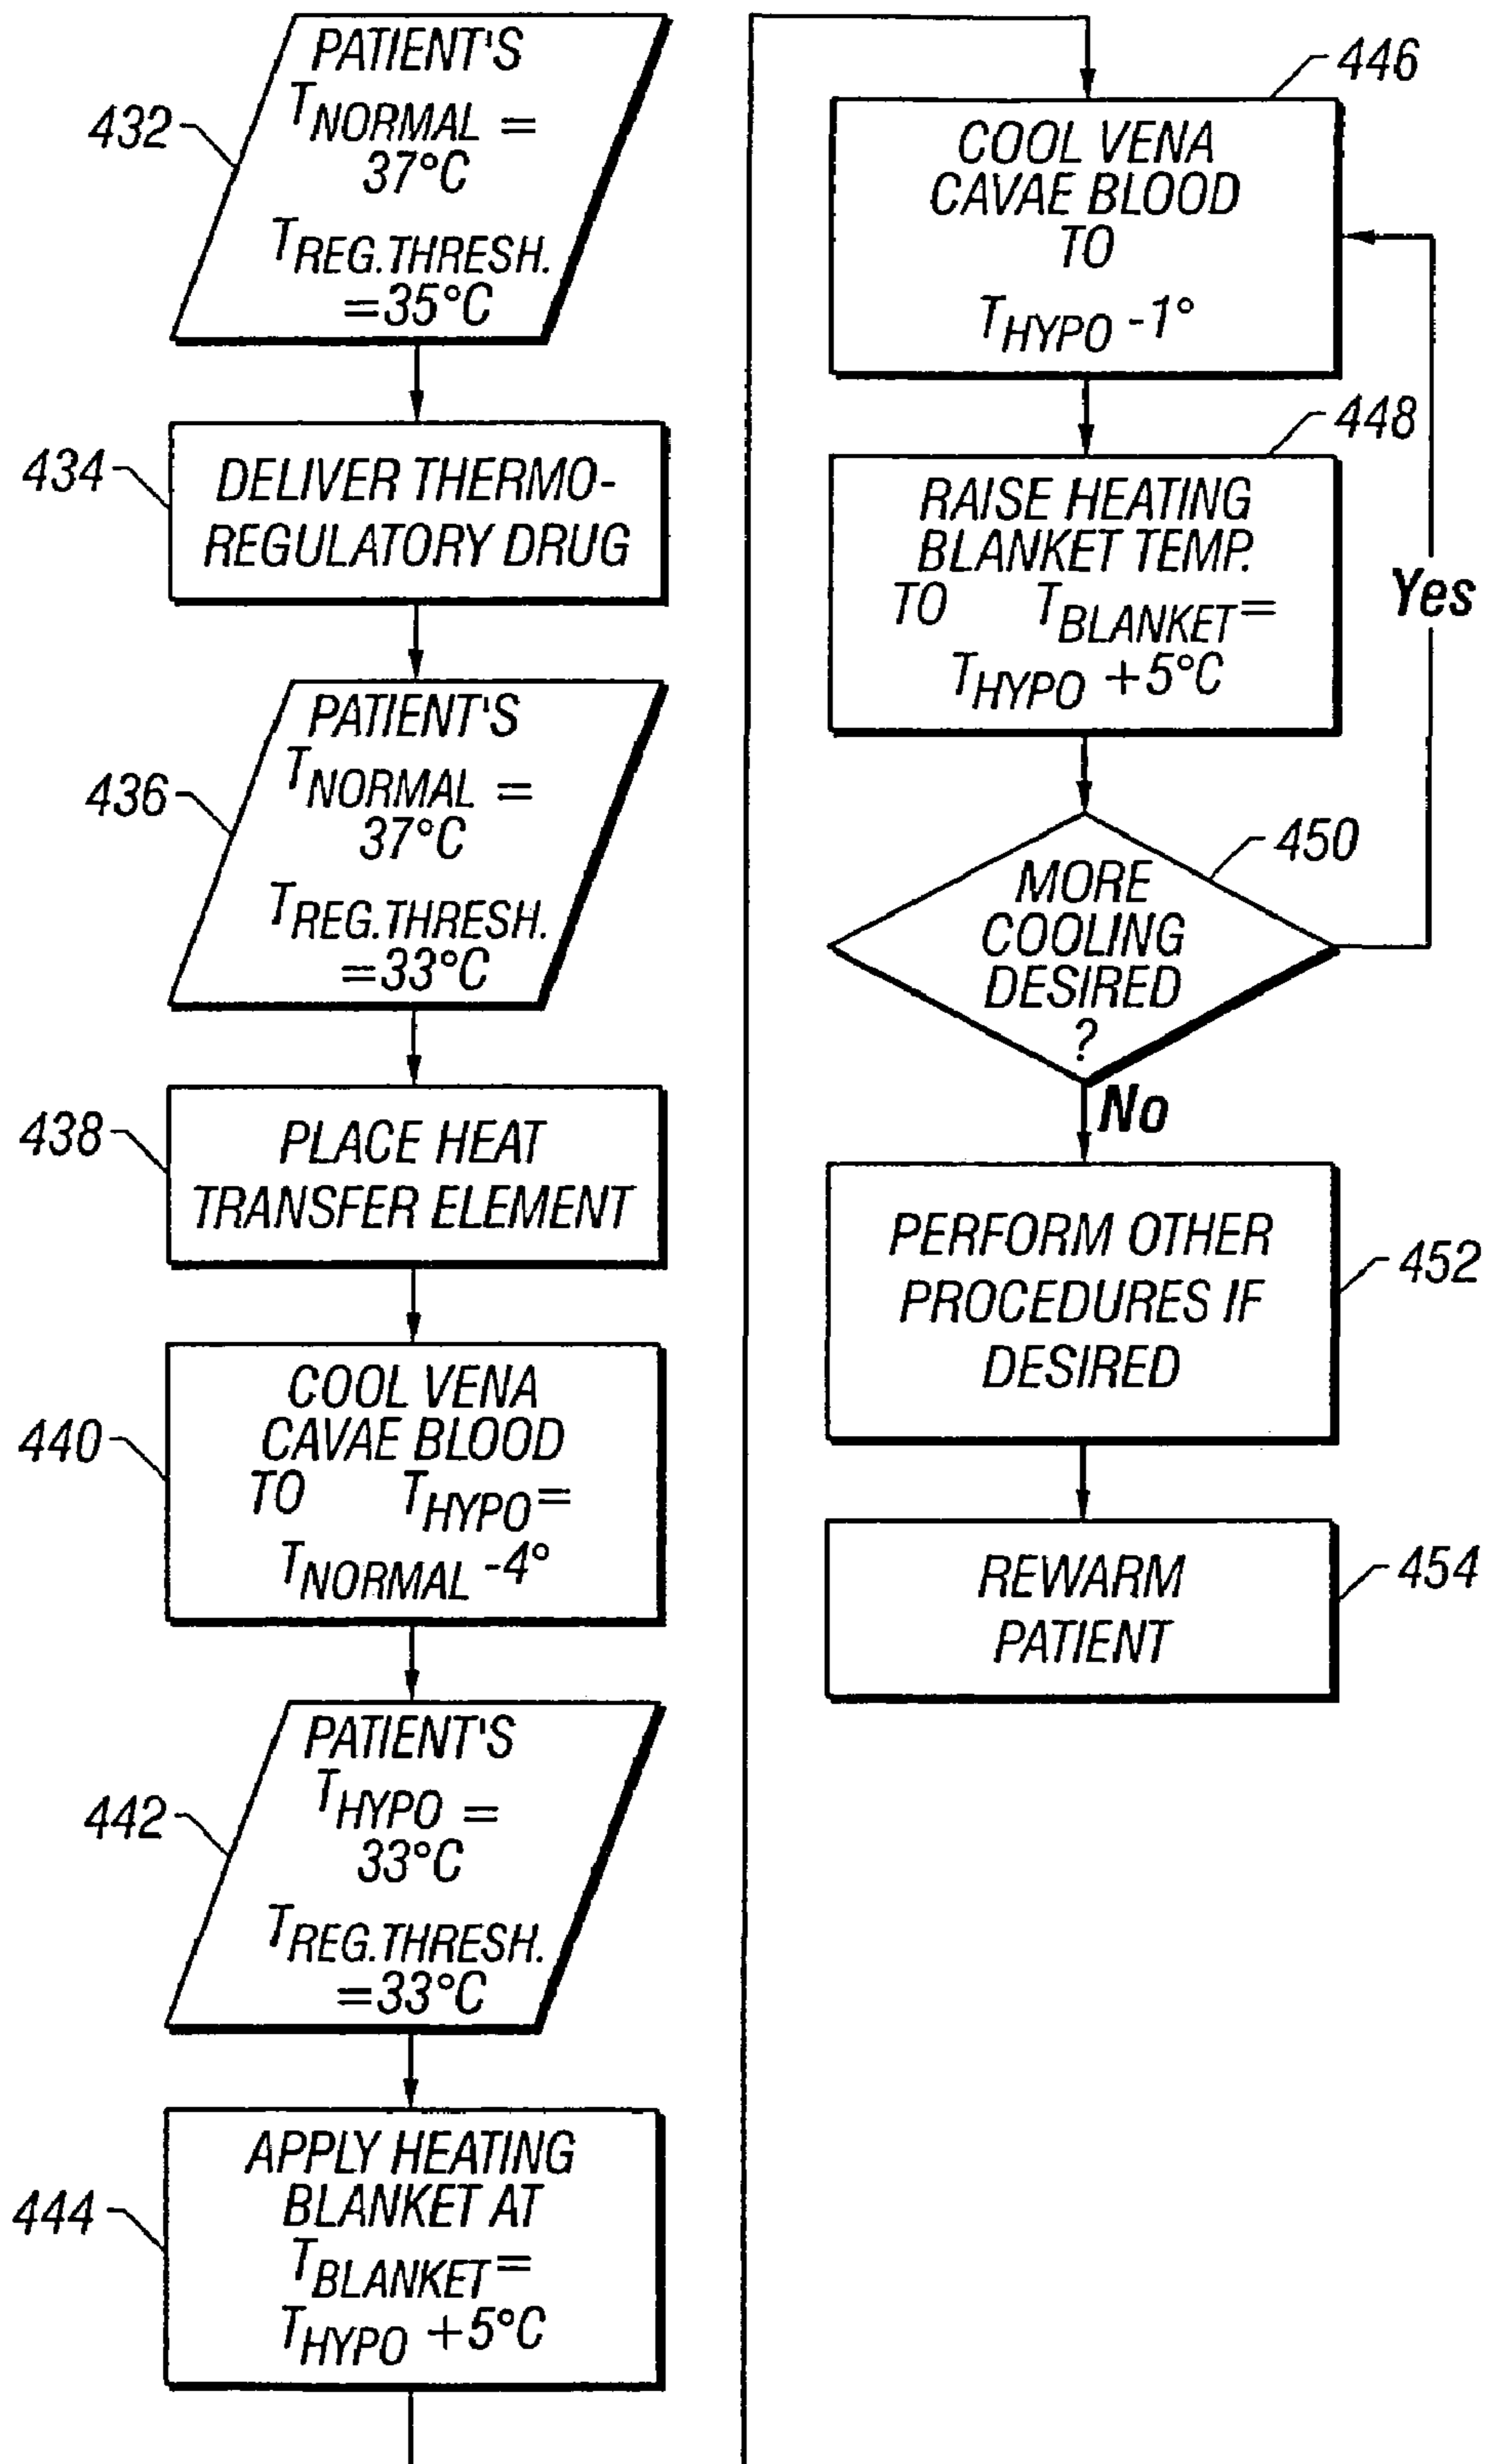 432
PATIENT'S
TNORMAL =
37°C
TREG.THRESH.
=35°C
434
DELIVER THERMO-
REGULATORY DRUG
436
PATIENT'S
TNORMAL =
37°C
TREG.THRESH.
=33°C
438
PLACE HEAT
TRANSFER ELEMENT
440
COOL VENA
CAVAE BLOOD
TO THYPO=
TNORMAL -4°
442
PATIENT'S
THYPO =
33°C
TREG.THRESH.
=33°C
444
APPLY HEATING
BLANKET AT
TBLANKET=
THYPO +5°C
446
COOL VENA
CAVAE BLOOD
TO
THYPO -1°
448
RAISE HEATING
BLANKET TEMP.
TO TBLANKET=
THYPO +5°C
Yes
450
MORE
COOLING
DESIRED
?
No
452
PERFORM OTHER
PROCEDURES IF
DESIRED
454
REWARM
PATIENT